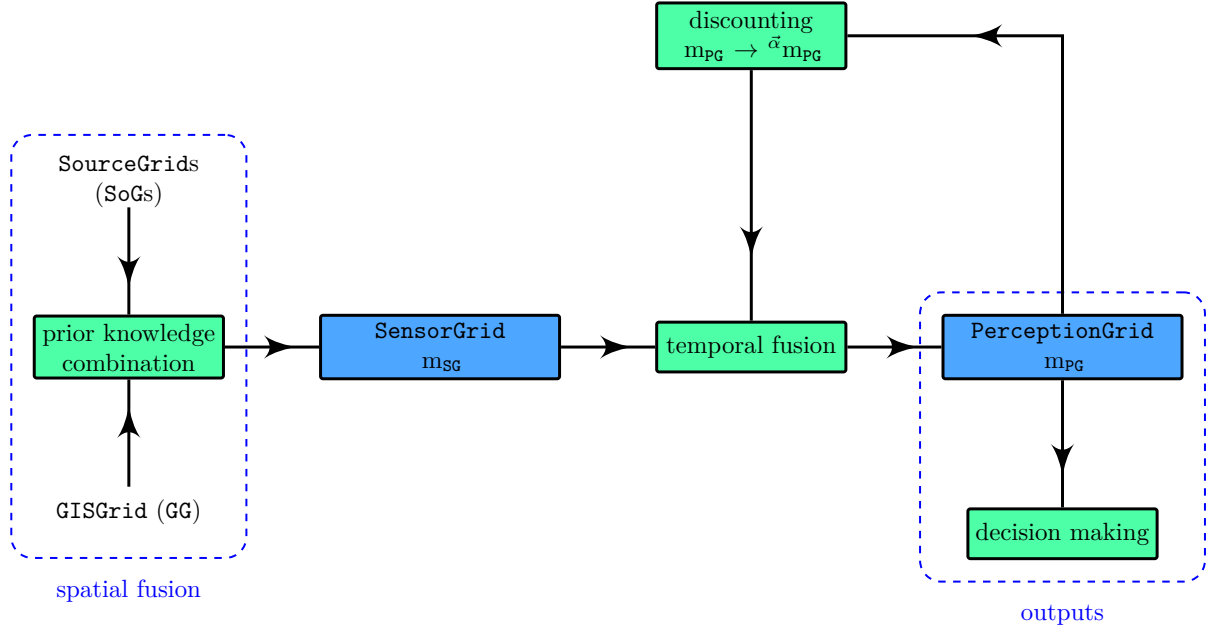 discounting
m_PG → ^α⃗ m_PG
SourceGrids
(SoGs)
prior knowledge
combination
GISGrid (GG)
spatial fusion
SensorGrid
m_SG
temporal fusion
PerceptionGrid
m_PG
decision making
outputs